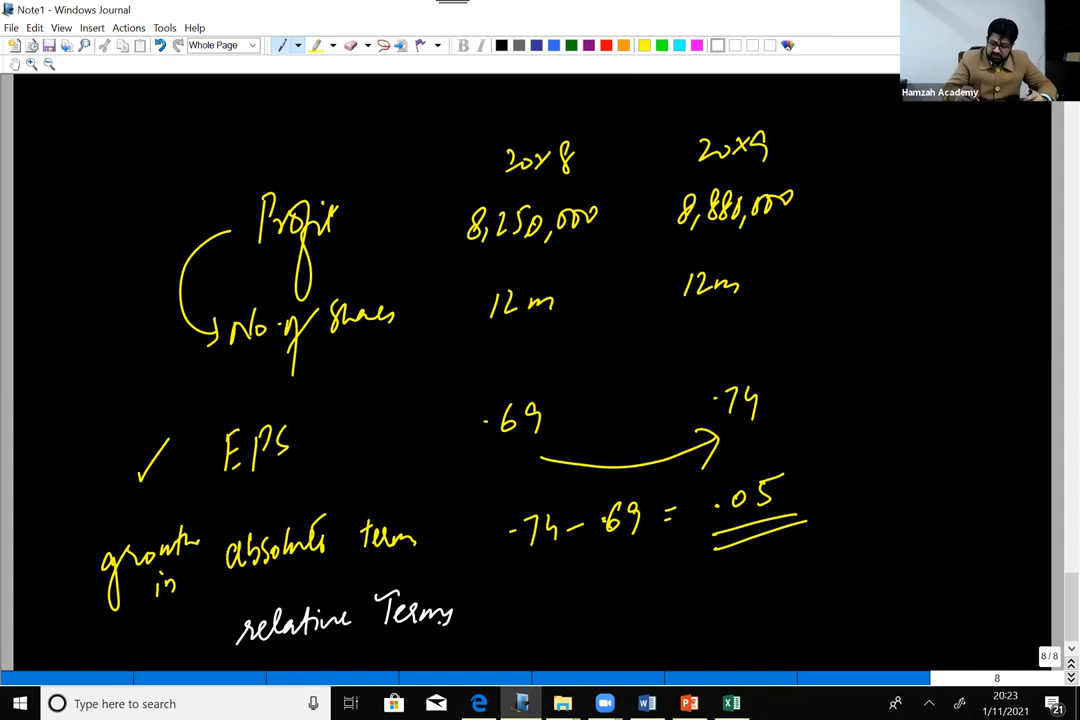 Note1 - Windows Journal
File Edit View Insert Actions Tools Help
Whole Page
B I
Hamzah Academy
20x8 20x9
Profit 8,250,000 8,880,000
No. of Shares 12m 12m
EPS .69 .74
growth in absolute term .74 - .69 = .05
relative Terms
8/8
8
Type here to search
20:23
1/11/2021
21